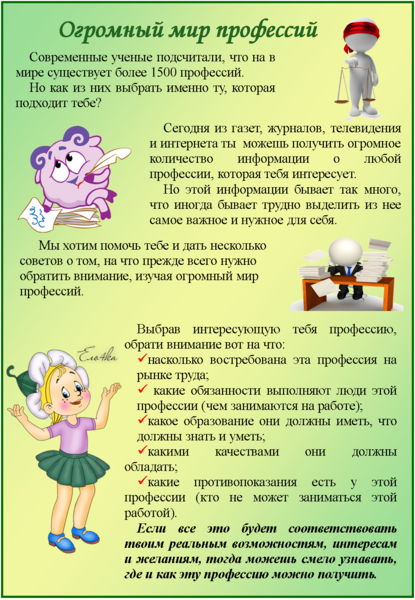 Огромный мир профессий
Современные ученые подсчитали, что на в
мире существует более 1500 профессий.
Но как из них выбрать именно ту, которая
подходит тебе?
Сегодня из газет, журналов, телевидения
и интернета ты можешь получить огромное
количество информации о любой
профессии, которая тебя интересует.
Но этой информации бывает так много,
что иногда бывает трудно выделить из нее
самое важное и нужное для себя.
Мы хотим помочь тебе и дать несколько
советов о том, на что прежде всего нужно
обратить внимание, изучая огромный мир
профессий.
Выбрав интересующую тебя профессию,
обрати внимание вот на что:
✓насколько востребована эта профессия на
рынке труда;
✓ какие обязанности выполняют люди этой
профессии (чем занимаются на работе);
✓какое образование они должны иметь, что
должны знать и уметь;
✓какими качествами они должны
обладать;
✓какие противопоказания есть у этой
профессии (кто не может заниматься этой
работой).
Если все это будет соответствовать
твоим реальным возможностям, интересам
и желаниям, тогда можешь смело узнавать,
где и как эту профессию можно получить.